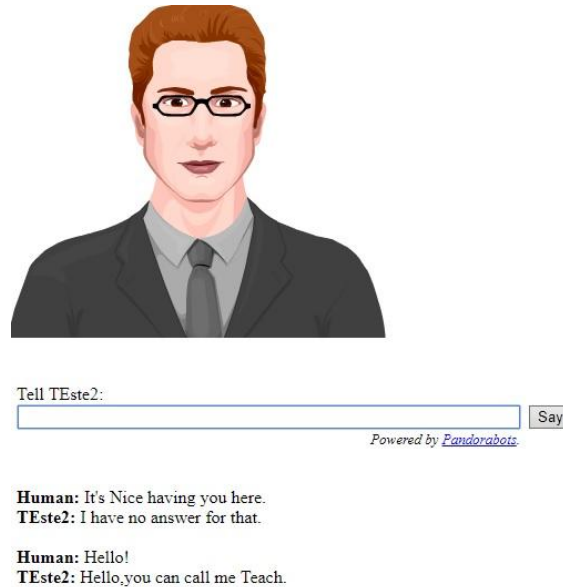 Tell TEste2:
Say
Powered by Pandorabots.
Human: It's Nice having you here.
TEste2: I have no answer for that.
Human: Hello!
TEste2: Hello,you can call me Teach.